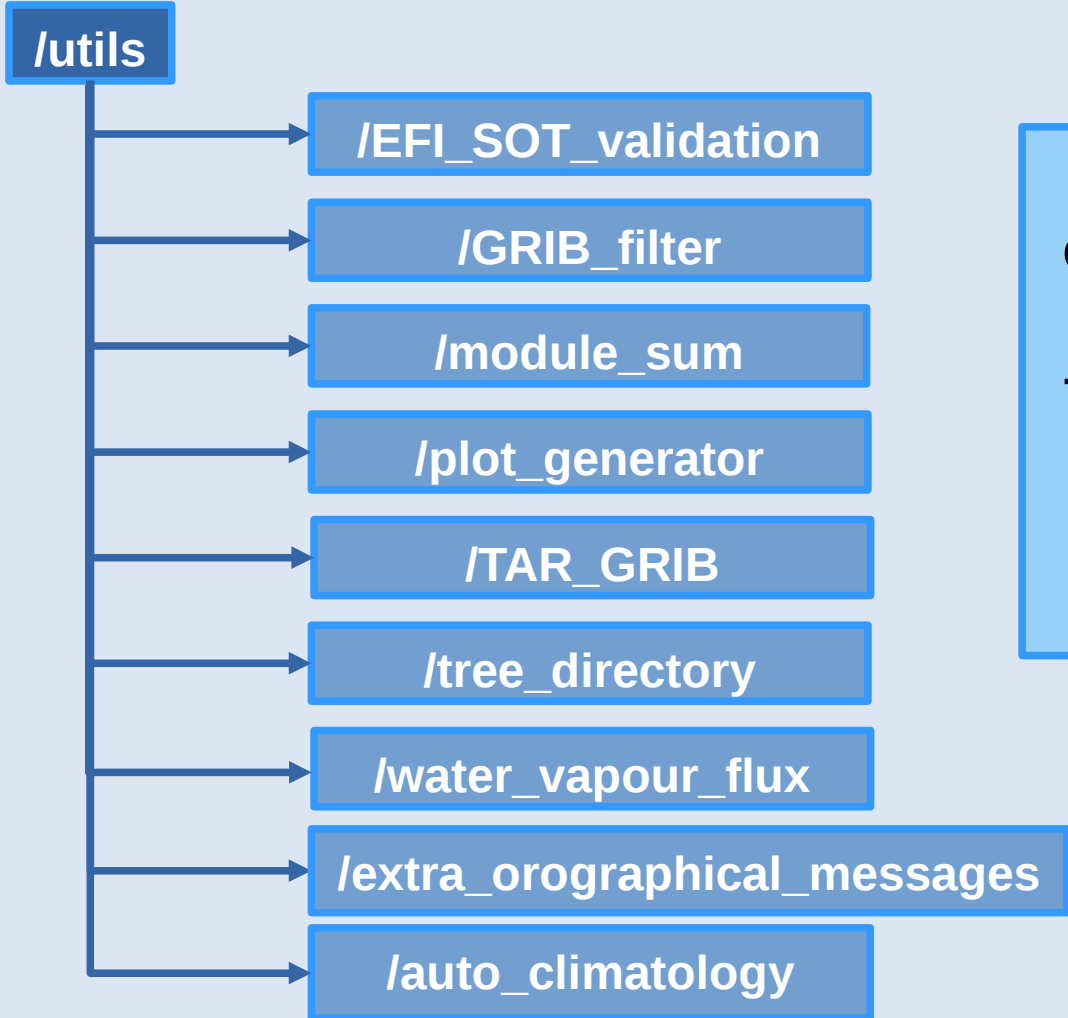 /utils
/EFI_SOT_validation
/GRIB_filter
/module_sum
/plot_generator
/TAR_GRIB
/tree_directory
/water_vapour_flux
/extra_orographical_messages
/auto_climatology